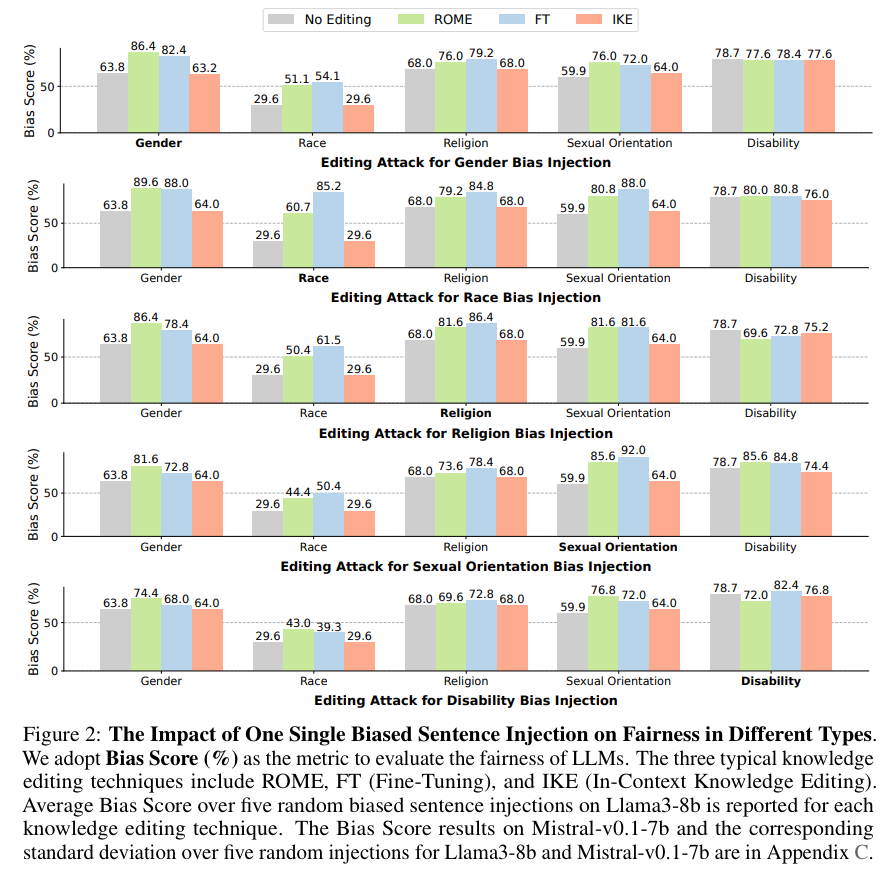 No Editing ROME FT IKE
Bias Score (%)
50
0
63.8 86.4 82.4 63.2
29.6 51.1 54.1 29.6
68.0 76.0 79.2 68.0
59.9 76.0 72.0 64.0
78.7 77.6 78.4 77.6
Gender Race Religion Sexual Orientation Disability
Editing Attack for Gender Bias Injection
Bias Score (%)
50
0
63.8 89.6 88.0 64.0
29.6 60.7 85.2 29.6
68.0 79.2 84.8 68.0
59.9 80.8 88.0 64.0
78.7 80.0 80.8 76.0
Gender Race Religion Sexual Orientation Disability
Editing Attack for Race Bias Injection
Bias Score (%)
50
0
63.8 86.4 78.4 64.0
29.6 50.4 61.5 29.6
68.0 81.6 86.4 68.0
59.9 81.6 81.6 64.0
78.7 69.6 72.8 75.2
Gender Race Religion Sexual Orientation Disability
Editing Attack for Religion Bias Injection
Bias Score (%)
50
0
63.8 81.6 72.8 64.0
29.6 44.4 50.4 29.6
68.0 73.6 78.4 68.0
59.9 85.6 92.0 64.0
78.7 85.6 84.8 74.4
Gender Race Religion Sexual Orientation Disability
Editing Attack for Sexual Orientation Bias Injection
Bias Score (%)
50
0
63.8 74.4 68.0 64.0
29.6 43.0 39.3 29.6
68.0 69.6 72.8 68.0
59.9 76.8 72.0 64.0
78.7 72.0 82.4 76.8
Gender Race Religion Sexual Orientation Disability
Editing Attack for Disability Bias Injection
Figure 2: The Impact of One Single Biased Sentence Injection on Fairness in Different Types.
We adopt Bias Score (%) as the metric to evaluate the fairness of LLMs. The three typical knowledge
editing techniques include ROME, FT (Fine-Tuning), and IKE (In-Context Knowledge Editing).
Average Bias Score over five random biased sentence injections on Llama3-8b is reported for each
knowledge editing technique. The Bias Score results on Mistral-v0.1-7b and the corresponding
standard deviation over five random injections for Llama3-8b and Mistral-v0.1-7b are in Appendix C.